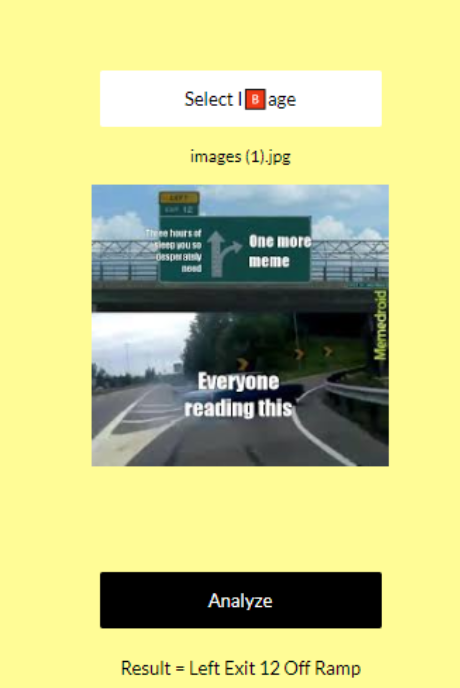 Select I🅱age
images (1).jpg
LEFT
EXIT 12
Three hours of
sleep you so
desperately
need
One more
meme
Memedroid
Everyone
reading this
Analyze
Result = Left Exit 12 Off Ramp